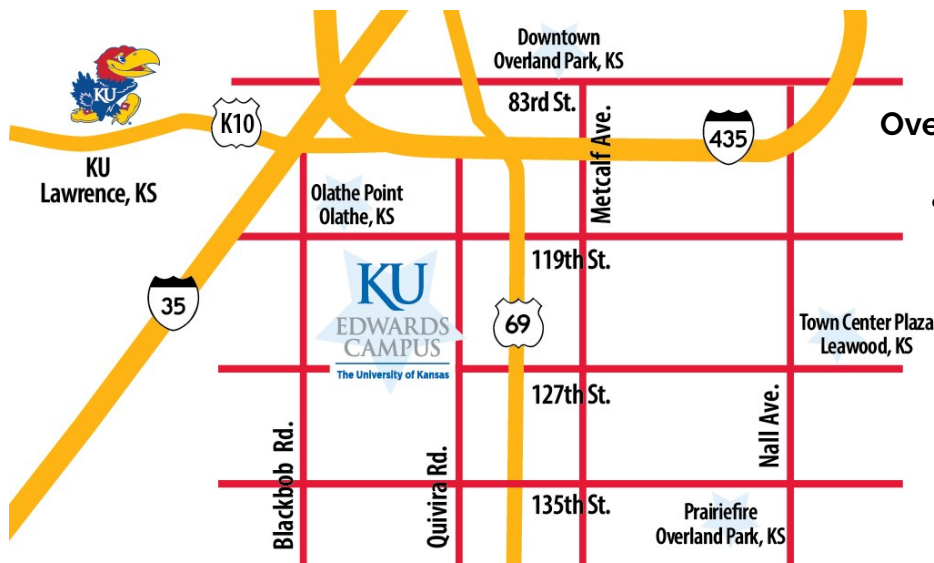 Downtown
Overland Park, KS
83rd St.
KU
K10
435
Ove
KU
Lawrence, KS
Metcalf Ave.
Olathe Point
Olathe, KS
119th St.
35
KU
EDWARDS
CAMPUS
The University of Kansas
69
Town Center Plaza
Leawood, KS
127th St.
Blackbob Rd.
Quivira Rd.
Nall Ave.
135th St.
Prairiefire
Overland Park, KS